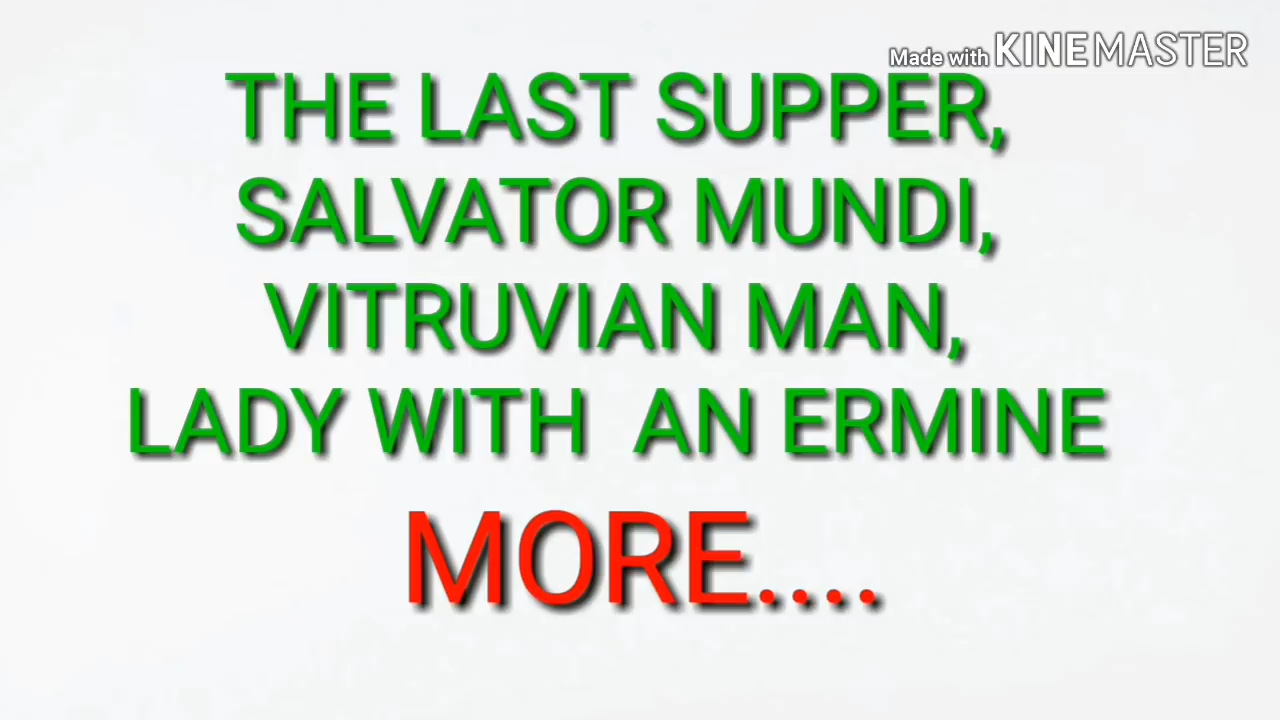 Made with KINEMASTER
THE LAST SUPPER,
SALVATOR MUNDI,
VITRUVIAN MAN,
LADY WITH AN ERMINE
MORE....